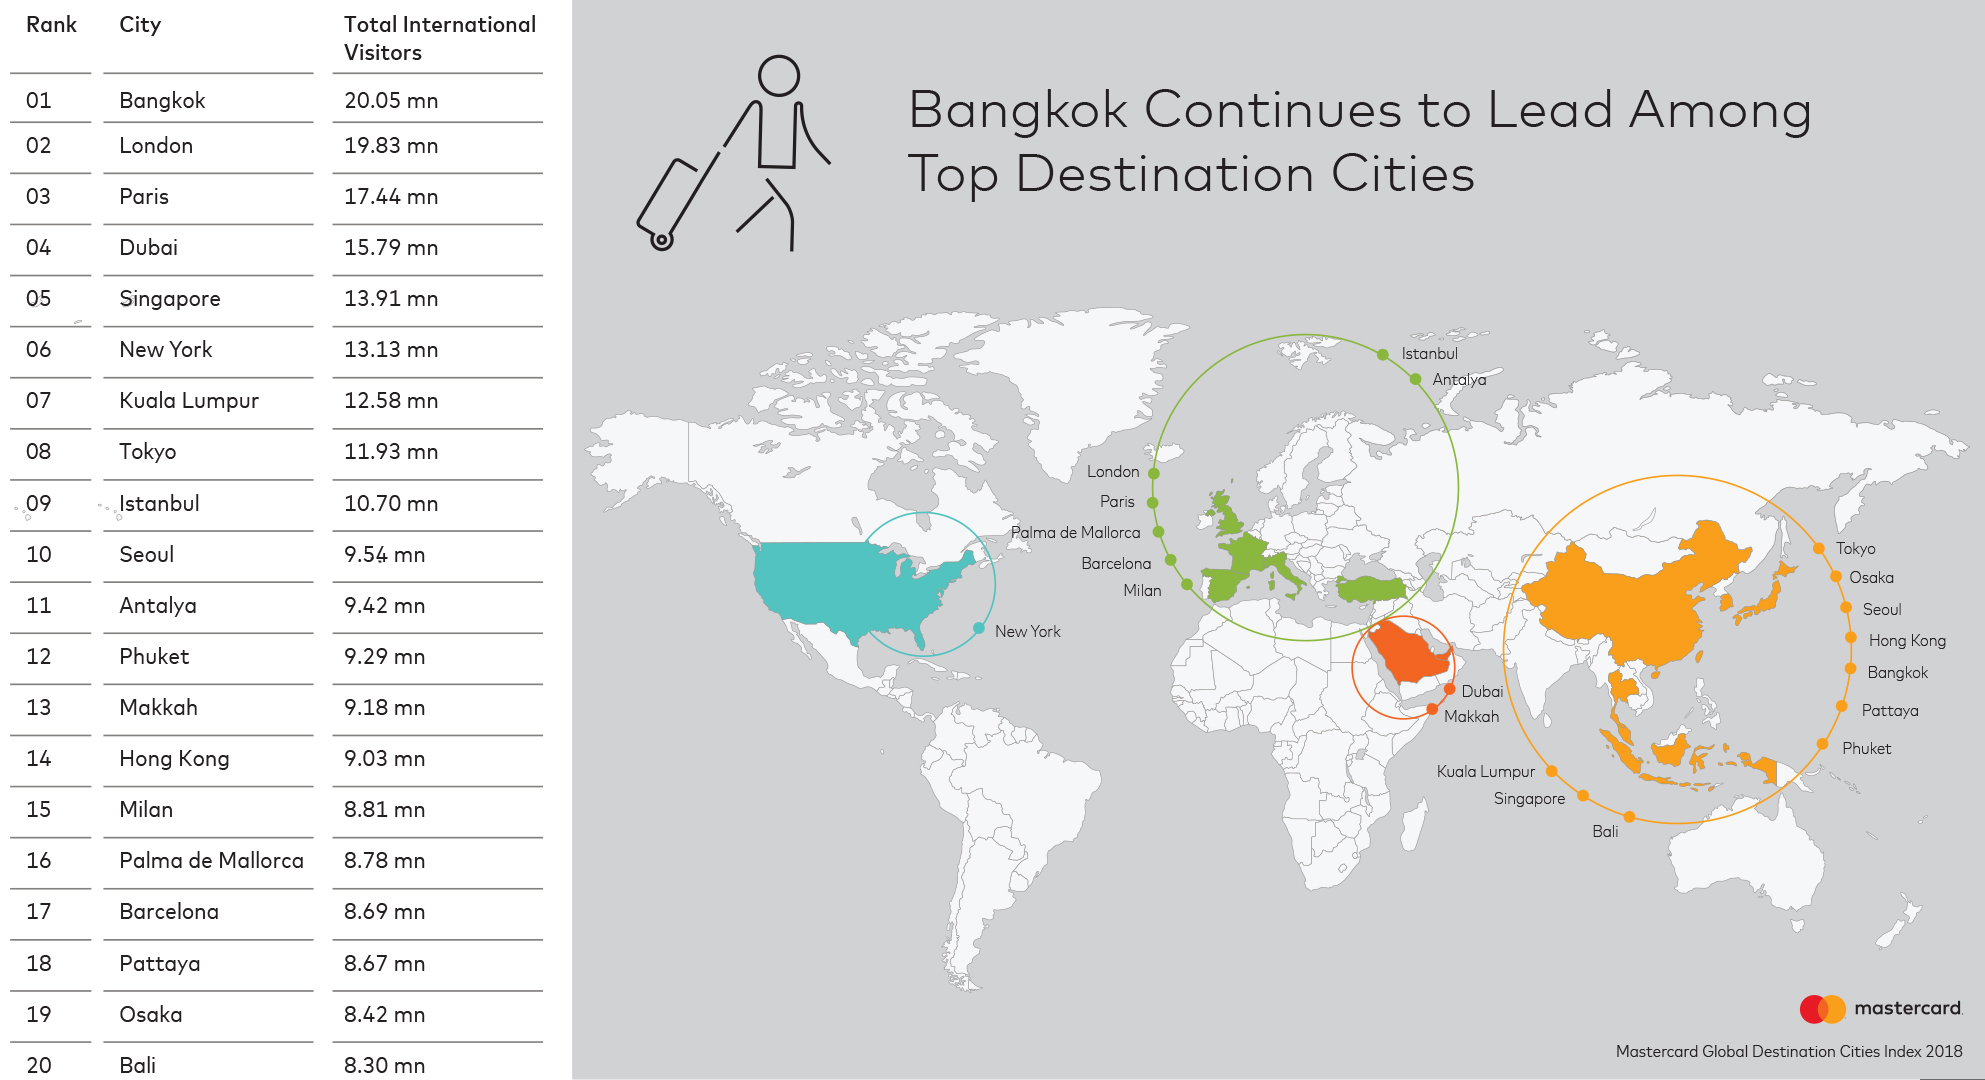 Rank City Total International
Visitors
01 Bangkok 20.05 mn
02 London 19.83 mn
03 Paris 17.44 mn
04 Dubai 15.79 mn
05 Singapore 13.91 mn
06 New York 13.13 mn
07 Kuala Lumpur 12.58 mn
08 Tokyo 11.93 mn
09 Istanbul 10.70 mn
10 Seoul 9.54 mn
11 Antalya 9.42 mn
12 Phuket 9.29 mn
13 Makkah 9.18 mn
14 Hong Kong 9.03 mn
15 Milan 8.81 mn
16 Palma de Mallorca 8.78 mn
17 Barcelona 8.69 mn
18 Pattaya 8.67 mn
19 Osaka 8.42 mn
20 Bali 8.30 mn
Bangkok Continues to Lead Among
Top Destination Cities
Istanbul
Antalya
London
Paris
Palma de Mallorca
Barcelona
Milan
New York
Dubai
Makkah
Tokyo
Osaka
Seoul
Hong Kong
Bangkok
Pattaya
Phuket
Kuala Lumpur
Singapore
Bali
mastercard.
Mastercard Global Destination Cities Index 2018